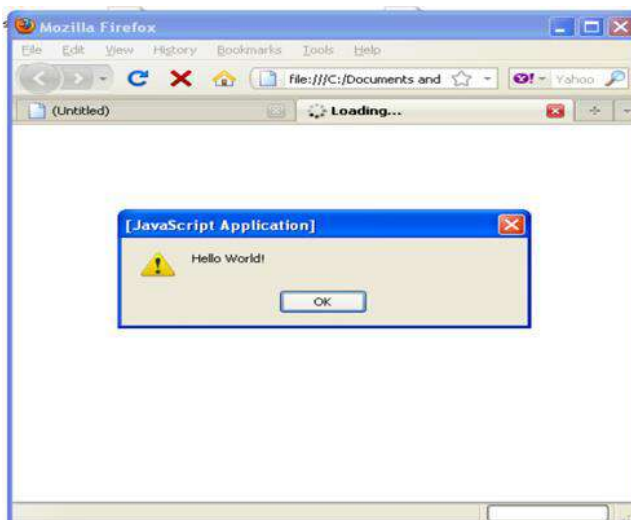 Mozilla Firefox
File Edit View History Bookmarks Tools Help
file:///C:/Documents and
Yahoo
(Untitled)
Loading...
[JavaScript Application]
Hello World!
OK